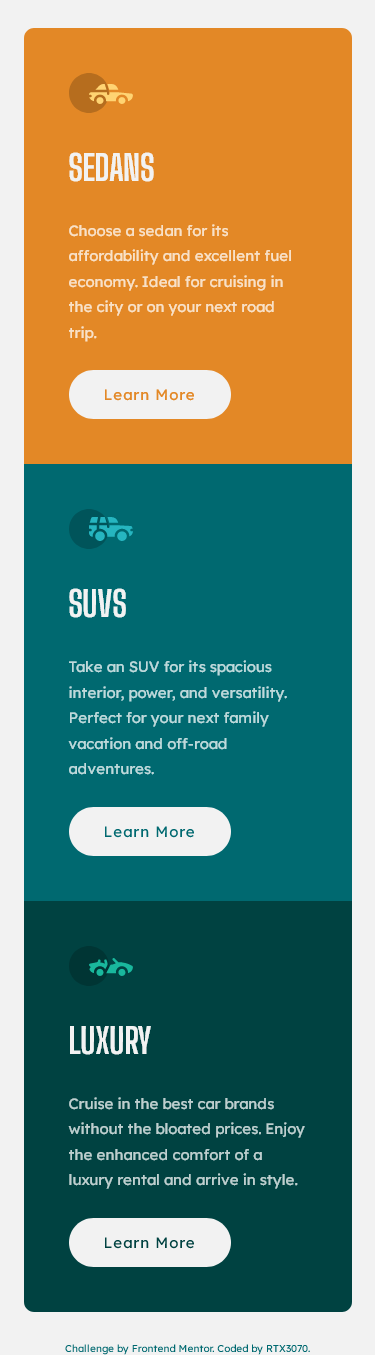 SEDANS
Choose a sedan for its
affordability and excellent fuel
economy. Ideal for cruising in
the city or on your next road
trip.
Learn More
SUVS
Take an SUV for its spacious
interior, power, and versatility.
Perfect for your next family
vacation and off-road
adventures.
Learn More
LUXURY
Cruise in the best car brands
without the bloated prices. Enjoy
the enhanced comfort of a
luxury rental and arrive in style.
Learn More
Challenge by Frontend Mentor. Coded by RTX3070.